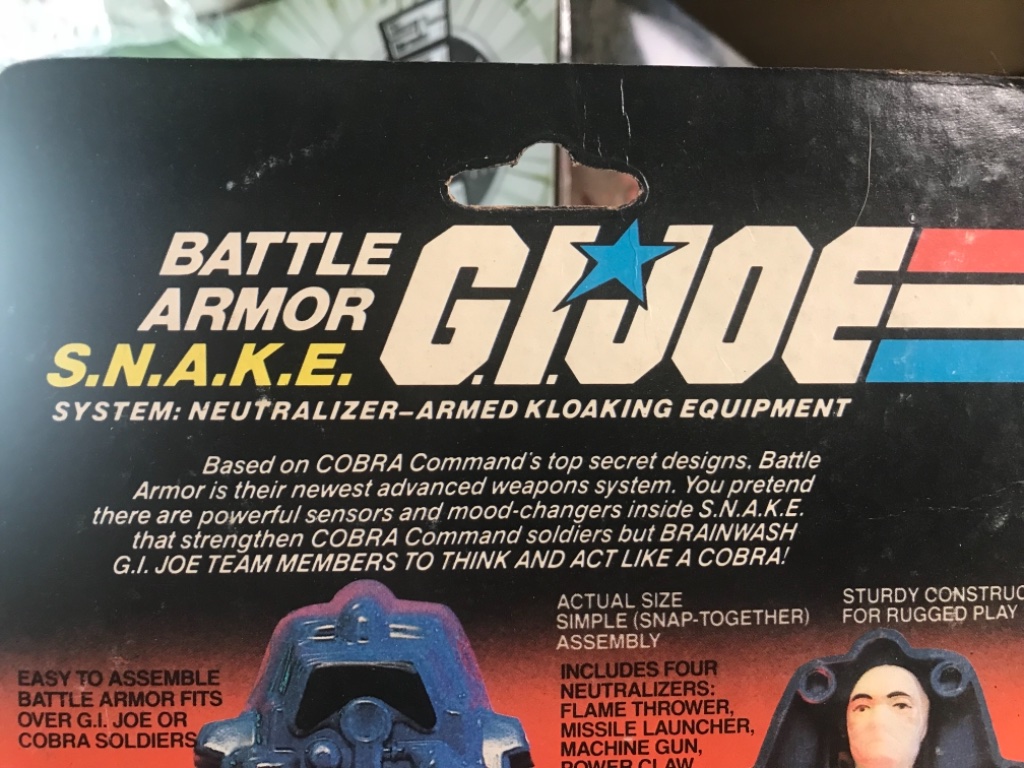 BATTLE
ARMOR
S.N.A.K.E.
G.I.JOE
SYSTEM: NEUTRALIZER–ARMED KLOAKING EQUIPMENT
Based on COBRA Command's top secret designs. Battle
Armor is their newest advanced weapons system. You pretend
there are powerful sensors and mood-changers inside S.N.A.K.E.
that strengthen COBRA Command soldiers but BRAINWASH
G.I. JOE TEAM MEMBERS TO THINK AND ACT LIKE A COBRA!
ACTUAL SIZE
SIMPLE (SNAP-TOGETHER)
ASSEMBLY
STURDY CONSTRUC
FOR RUGGED PLAY
EASY TO ASSEMBLE
BATTLE ARMOR FITS
OVER G.I. JOE OR
COBRA SOLDIERS
INCLUDES FOUR
NEUTRALIZERS:
FLAME THROWER,
MISSILE LAUNCHER,
MACHINE GUN,
POWER CLAW